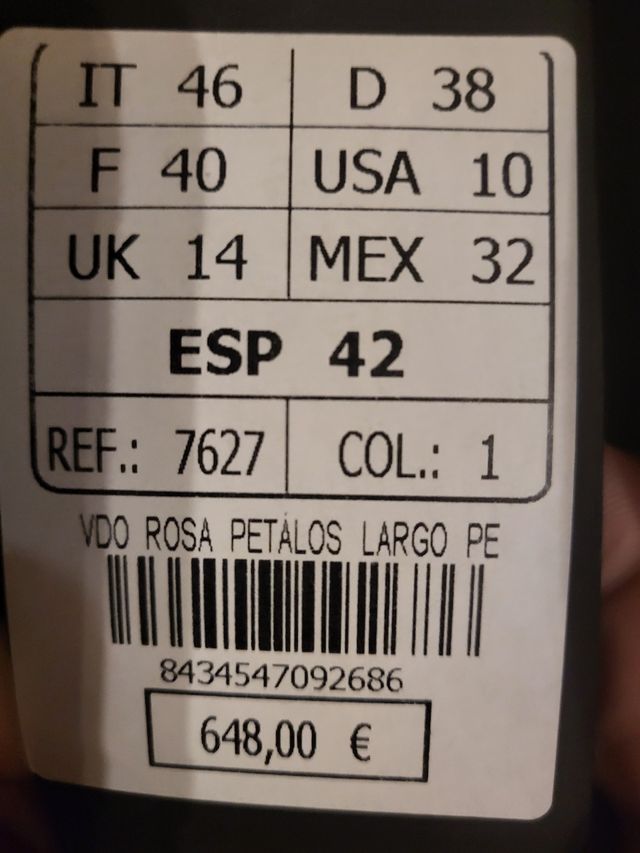 IT 46 D 38
F 40 USA 10
UK 14 MEX 32
ESP 42
REF.: 7627 COL.: 1
VDO ROSA PETÁLOS LARGO PE
8434547092686
648,00 €